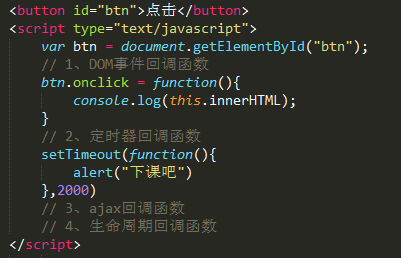 <button id="btn">点击</button>
<script type="text/javascript">
var btn = document.getElementById("btn");
// 1、DOM事件回调函数
btn.onclick = function(){
console.log(this.innerHTML);
}
// 2、定时器回调函数
setTimeout(function(){
alert("下课吧")
},2000)
// 3、ajax回调函数
// 4、生命周期回调函数
</script>